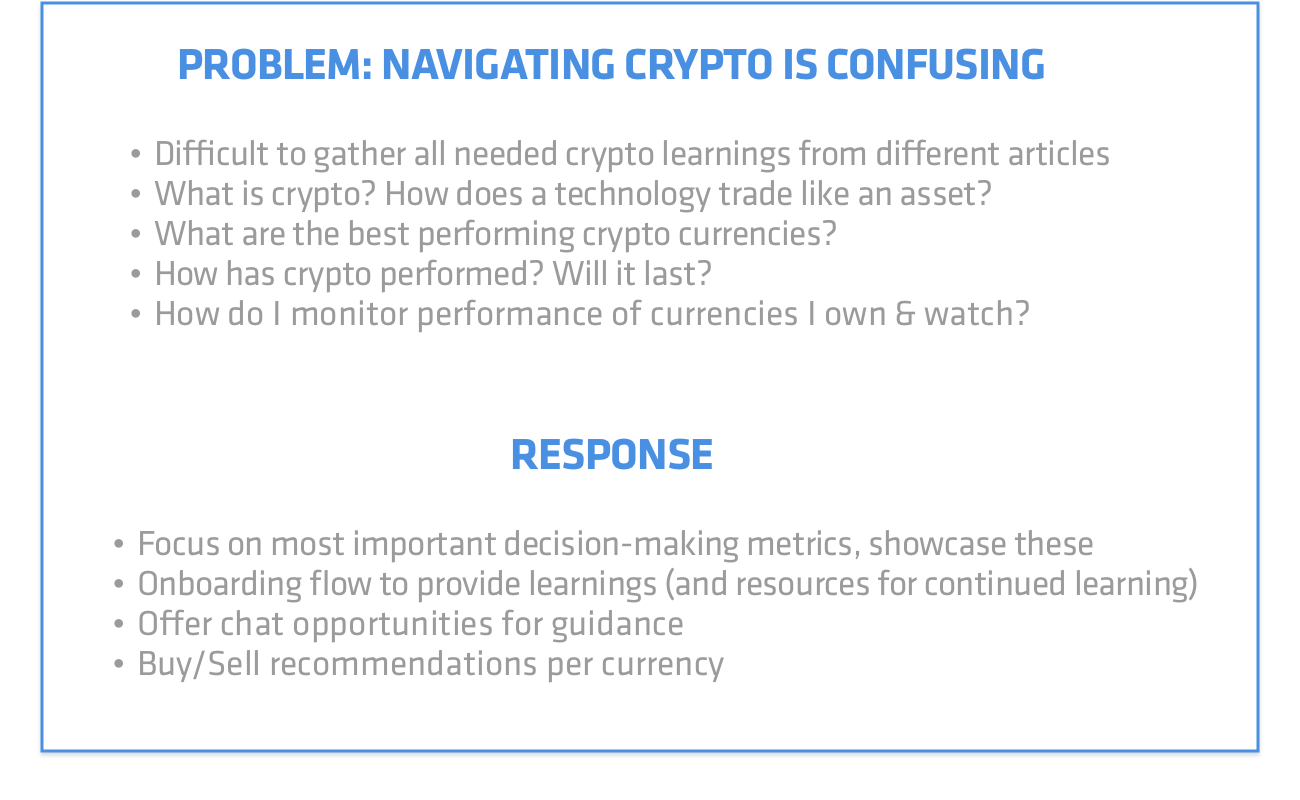 PROBLEM: NAVIGATING CRYPTO IS CONFUSING
• Difficult to gather all needed crypto learnings from different articles
• What is crypto? How does a technology trade like an asset?
• What are the best performing crypto currencies?
• How has crypto performed? Will it last?
• How do I monitor performance of currencies I own & watch?
RESPONSE
• Focus on most important decision-making metrics, showcase these
• Onboarding flow to provide learnings (and resources for continued learning)
• Offer chat opportunities for guidance
• Buy/Sell recommendations per currency